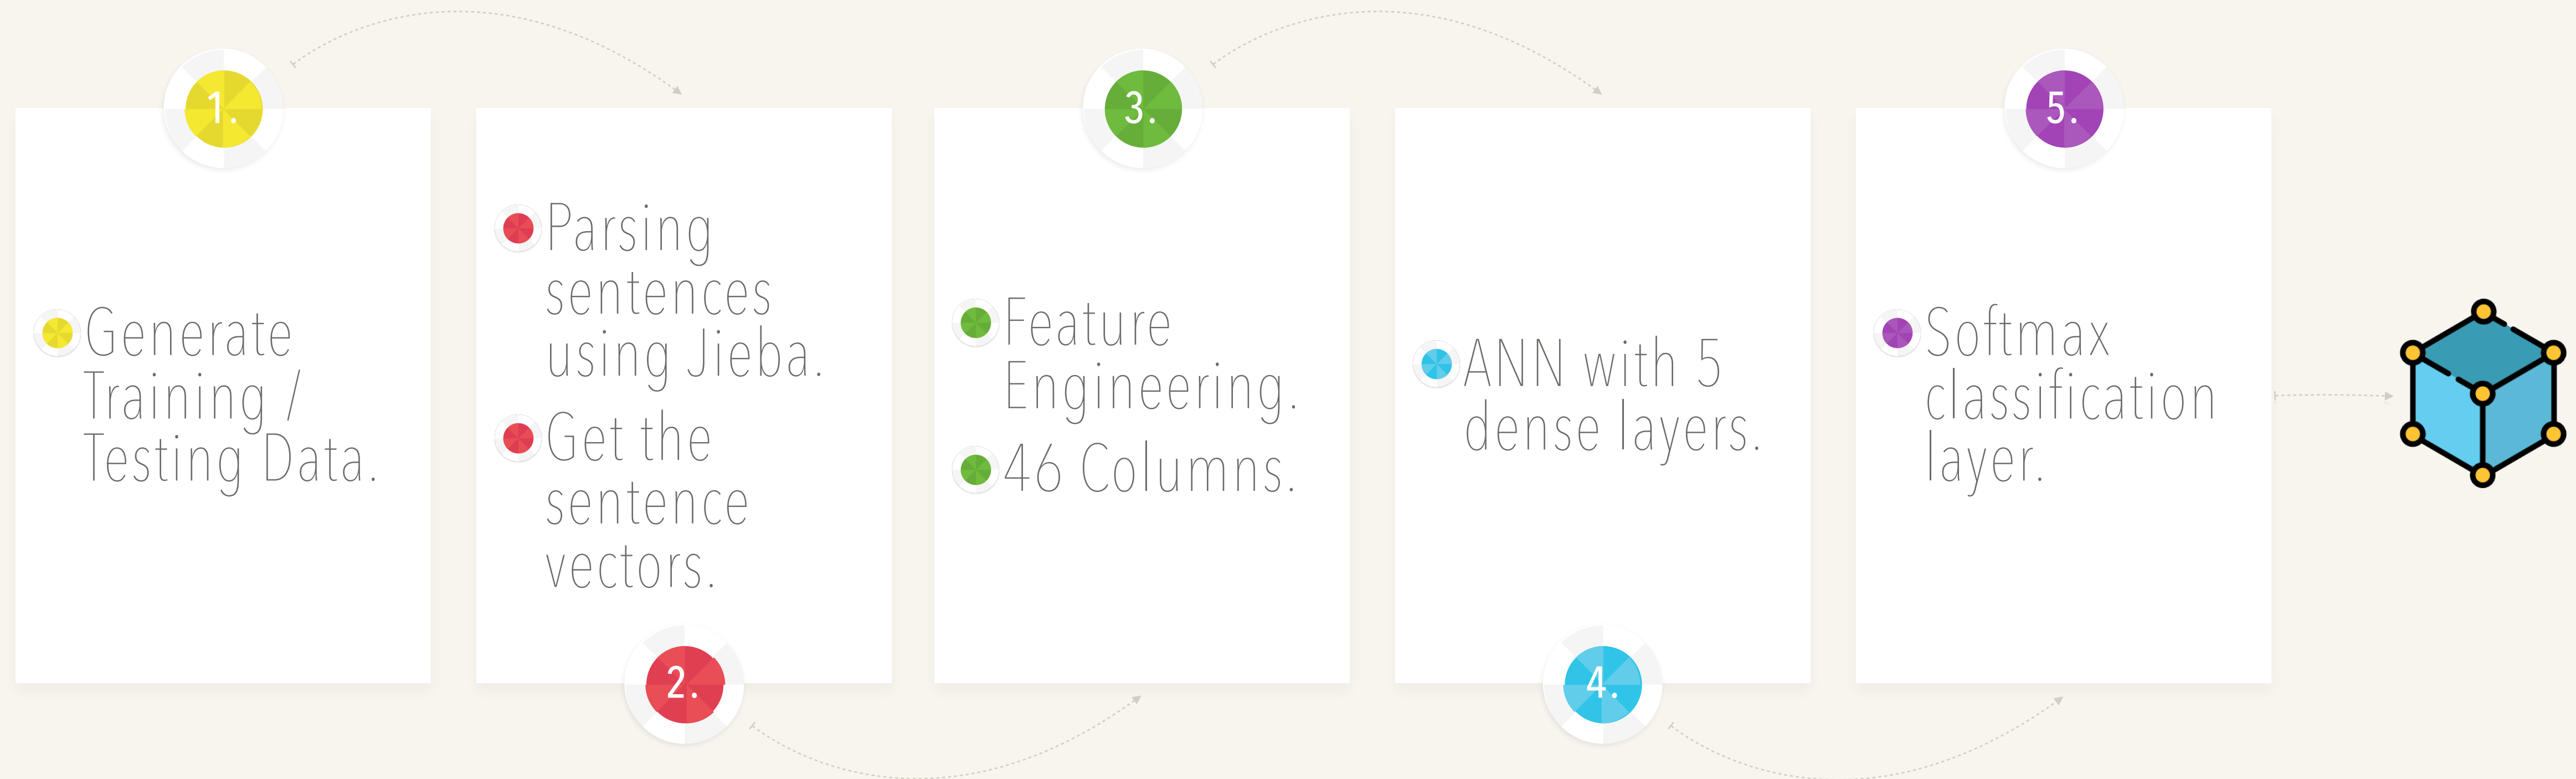 1.
Generate
Training /
Testing Data.
Parsing
sentences
using Jieba.
Get the
sentence
vectors.
2.
3.
Feature
Engineering.
46 Columns.
ANN with 5
dense layers.
4.
5.
Softmax
classification
layer.